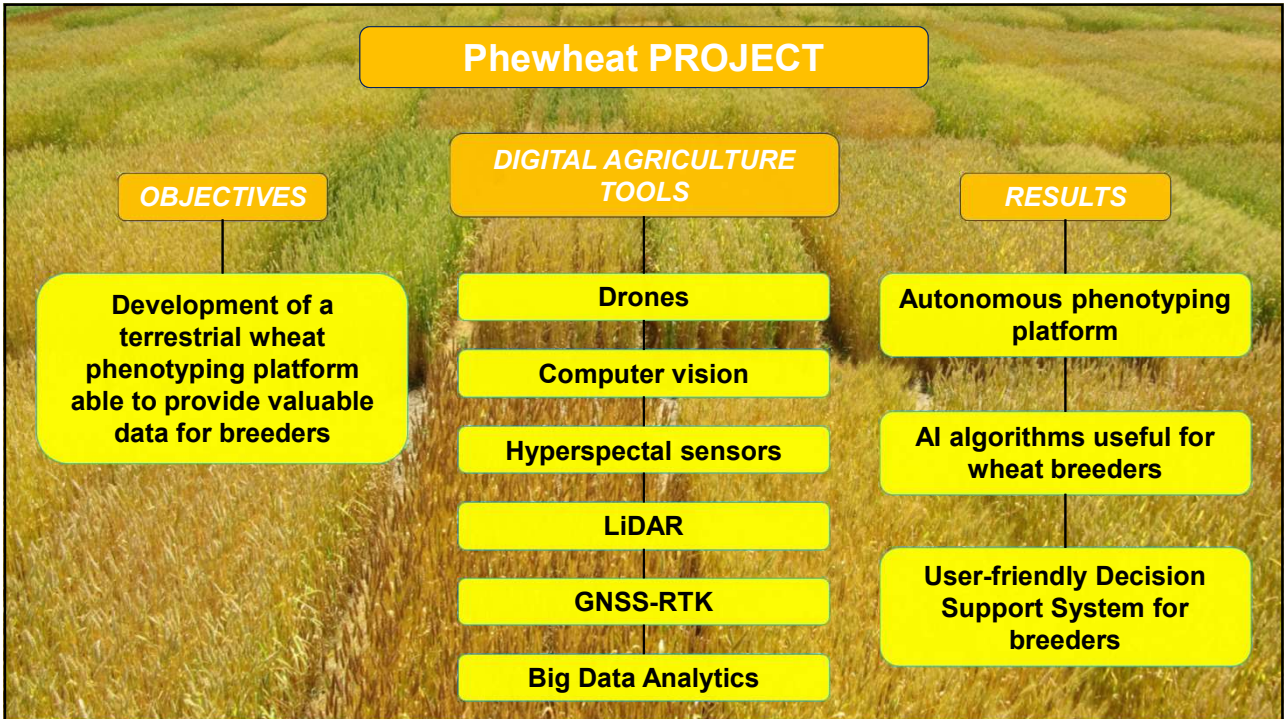 Phewheat PROJECT
OBJECTIVES
Development of a
terrestrial wheat
phenotyping platform
able to provide valuable
data for breeders
DIGITAL AGRICULTURE
TOOLS
Drones
Computer vision
Hyperspectal sensors
LiDAR
GNSS-RTK
Big Data Analytics
RESULTS
Autonomous phenotyping
platform
AI algorithms useful for
wheat breeders
User-friendly Decision
Support System for
breeders